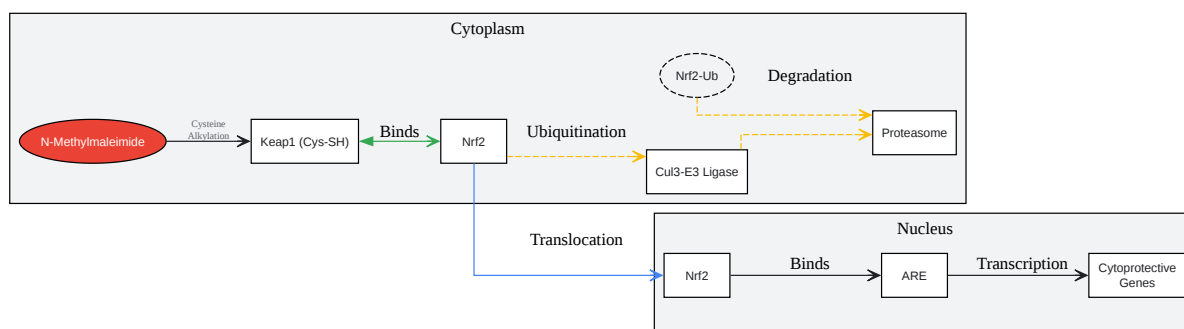 Cytoplasm
Nrf2-Ub
Degradation
N-Methylmaleimide
Cysteine
Alkylation
Keap1 (Cys-SH)
Binds
Nrf2
Ubiquitination
Cul3-E3 Ligase
Proteasome
Translocation
Nucleus
Nrf2
Binds
ARE
Transcription
Cytoprotective
Genes